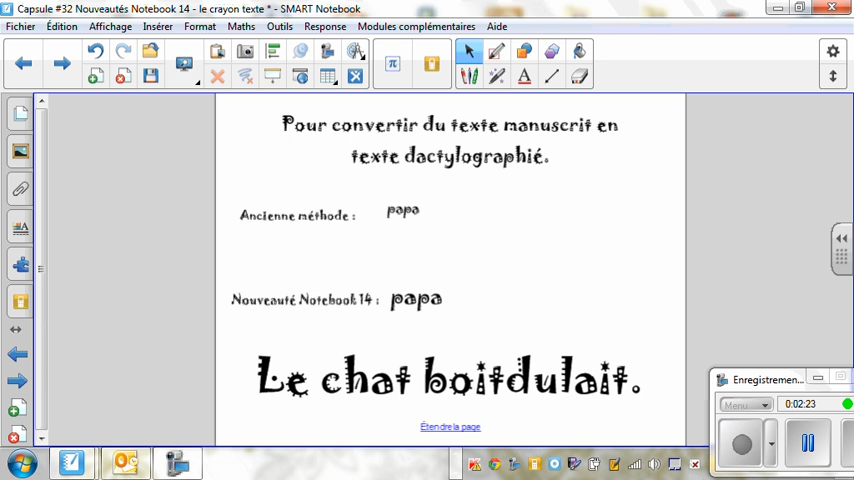 Capsule #32 Nouveautés Notebook 14 - le crayon texte * - SMART Notebook
Fichier Édition Affichage Insérer Format Maths Outils Response Modules complémentaires Aide
Pour convertir du texte manuscrit en
texte dactylographié.
Ancienne méthode : papa
Nouveauté Notebook 14 : papa
Le chat boitdulait.
Étendre la page
Enregistremen...
Menu 0:02:23